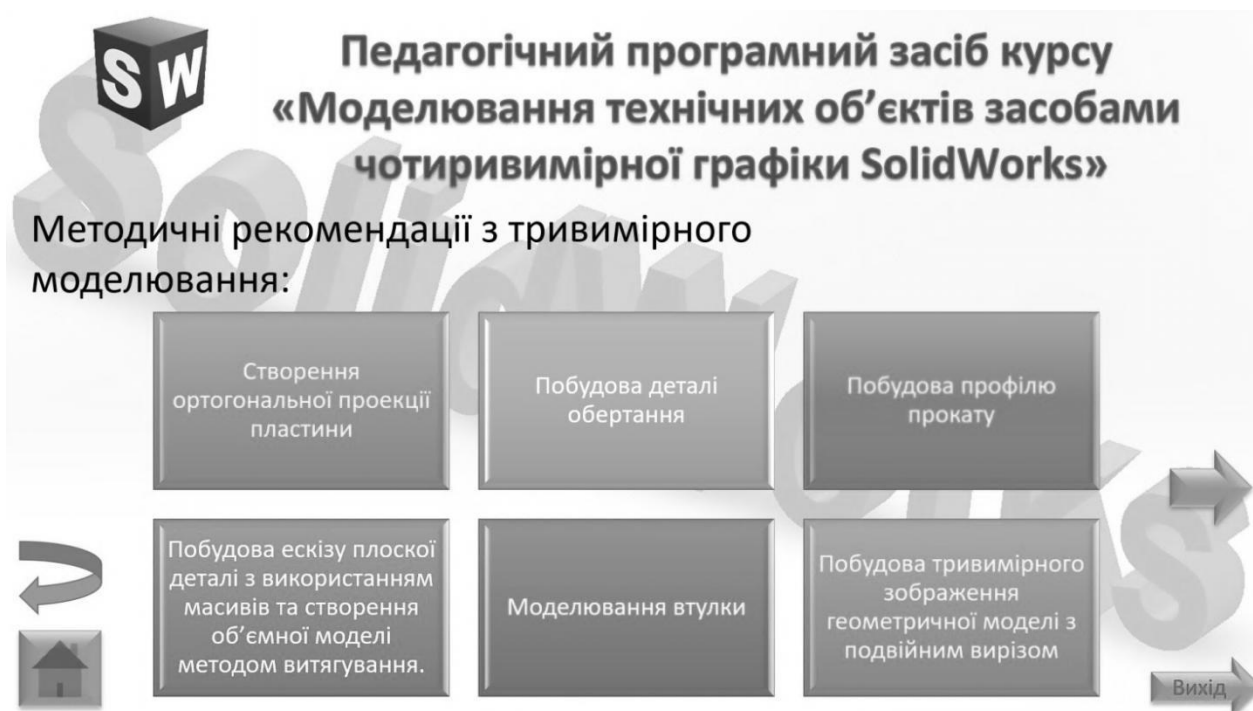 SW
Педагогічний програмний засіб курсу
«Моделювання технічних об’єктів засобами
чотиривимірної графіки SolidWorks»
SolidWorks
Методичні рекомендації з тривимірного
моделювання:
Створення
ортогональної проекції
пластини
Побудова деталі
обертання
Побудова профілю
прокату
Побудова ескізу плоскої
деталі з використанням
масивів та створення
об’ємної моделі
методом витягування.
Моделювання втулки
Побудова тривимірного
зображення
геометричної моделі з
подвійним вирізом
Вихід